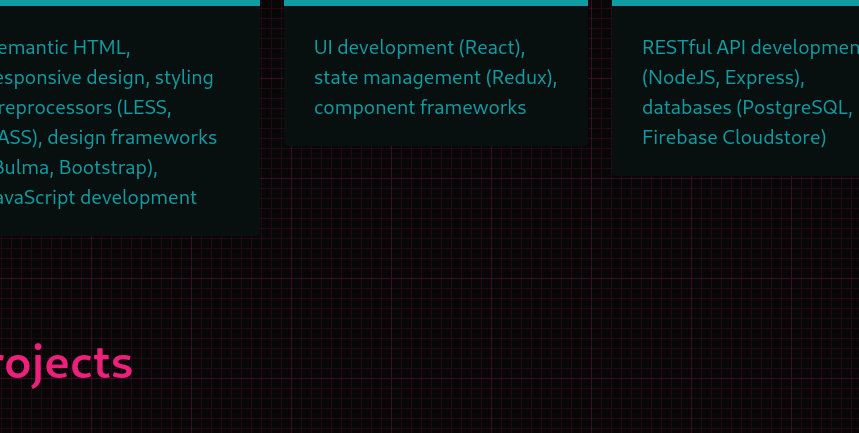 emantic HTML,
esponsive design, styling
reprocessors (LESS,
ASS), design frameworks
Bulma, Bootstrap),
avaScript development
UI development (React),
state management (Redux),
component frameworks
RESTful API developmen
(NodeJS, Express),
databases (PostgreSQL,
Firebase Cloudstore)
rojects